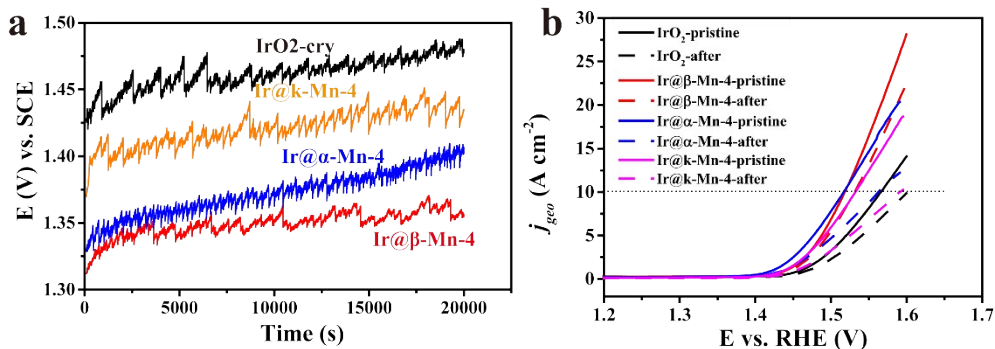 a
1.50
1.45
1.40
1.35
1.30
E (V) vs. SCE
IrO2-cry
Ir@k-Mn-4
Ir@α-Mn-4
Ir@β-Mn-4
0
5000
10000
15000
20000
Time (s)
b
30
25
20
15
10
5
0
j_geo (A cm⁻²)
IrO₂-pristine
IrO₂-after
Ir@β-Mn-4-pristine
Ir@β-Mn-4-after
Ir@α-Mn-4-pristine
Ir@α-Mn-4-after
Ir@k-Mn-4-pristine
Ir@k-Mn-4-after
1.2
1.3
1.4
1.5
1.6
1.7
E vs. RHE (V)